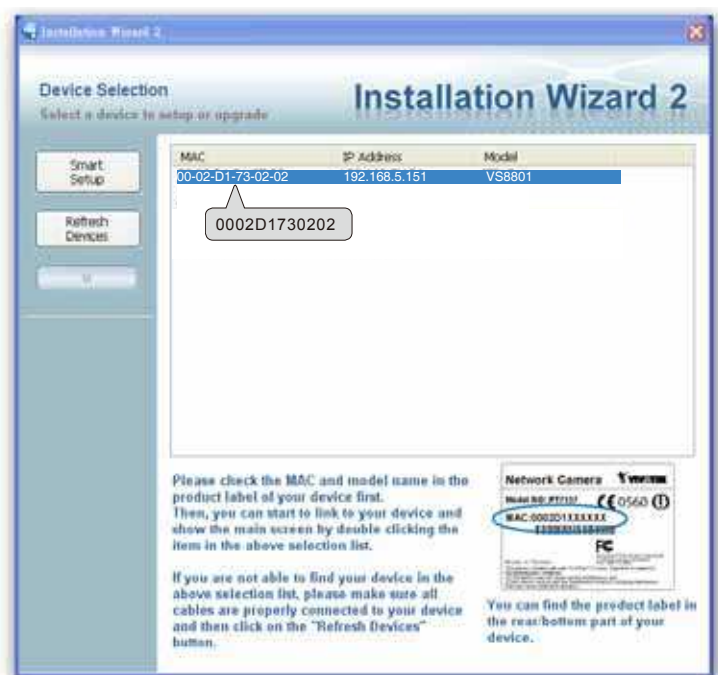 Installation Wizard 2
Device Selection
Select a device to setup or upgrade
Installation Wizard 2
Smart
Setup
Refresh
Devices
MAC IP Address Model
00-02-D1-73-02-02 192.168.5.151 VS8801
0002D1730202
Please check the MAC and model name in the
product label of your device first.
Then, you can start to link to your device and
show the main screen by double clicking the
item in the above selection list.
If you are not able to find your device in the
above selection list, please make sure all
cables are properly connected to your device
and then click on the "Refresh Devices"
button.
Network Camera VIVOTEK
Model NO: PT7137 CE0560
MAC:0002D1XXXXXX
FC
You can find the product label in
the rear/bottom part of your
device.